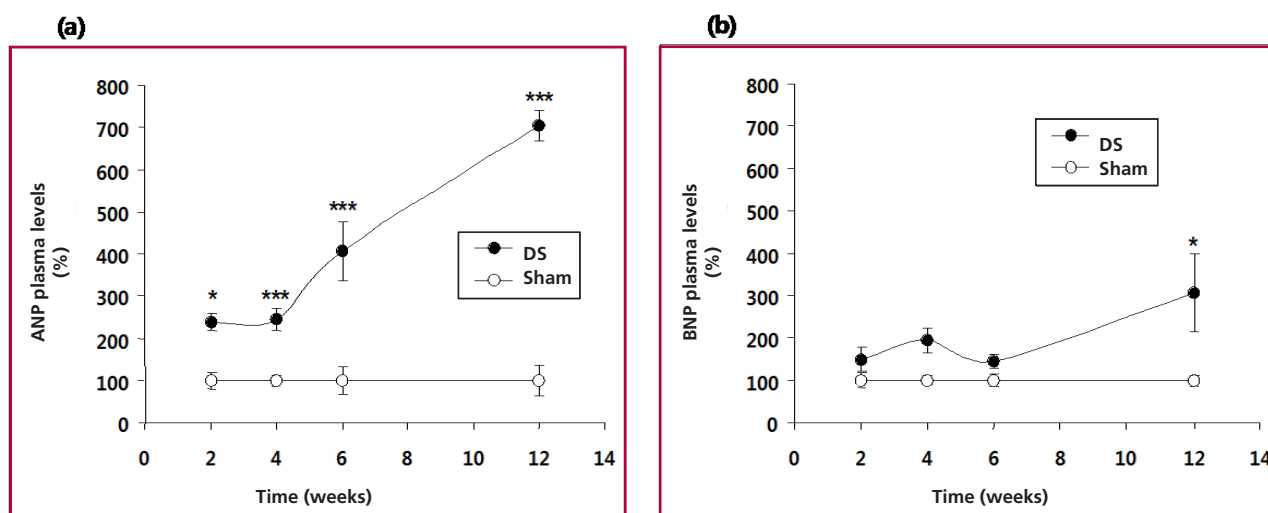 (a)
800
700
600
500
400
300
200
100
0
ANP plasma levels
(%)
*
***
***
***
DS
Sham
0 2 4 6 8 10 12 14
Time (weeks)
(b)
800
700
600
500
400
300
200
100
0
BNP plasma levels
(%)
*
DS
Sham
0 2 4 6 8 10 12 14
Time (weeks)